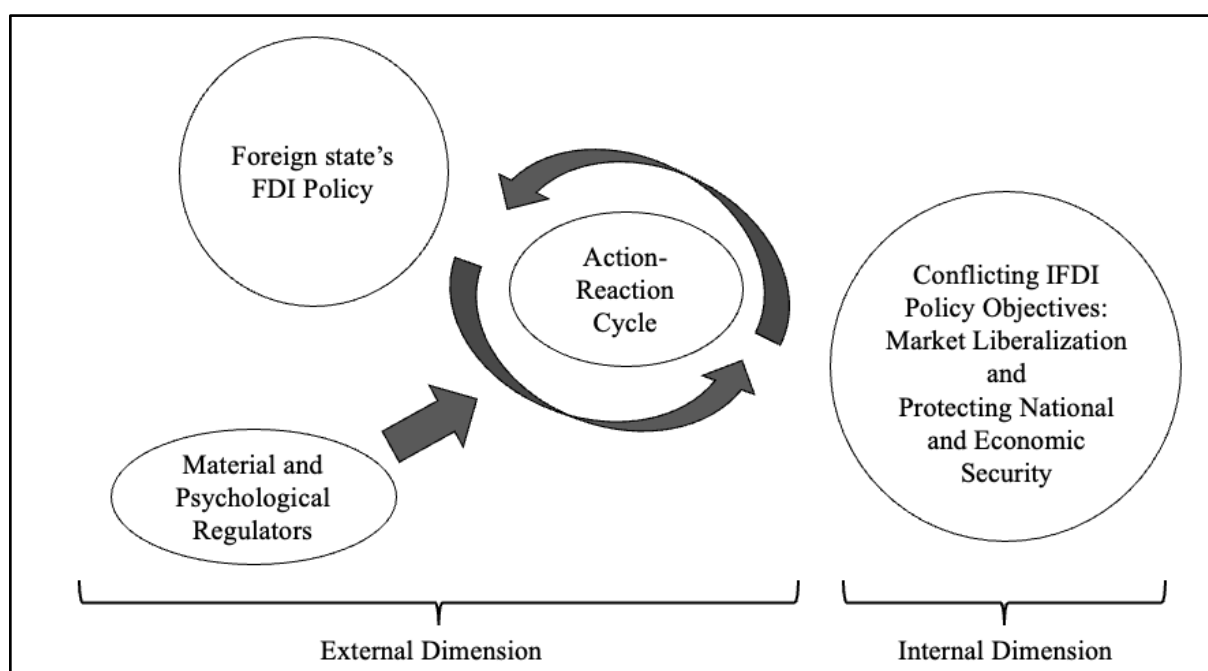 Foreign state’s
FDI Policy
Action-
Reaction
Cycle
Conflicting IFDI
Policy Objectives:
Market Liberalization
and
Protecting National
and Economic
Security
Material and
Psychological
Regulators
External Dimension
Internal Dimension